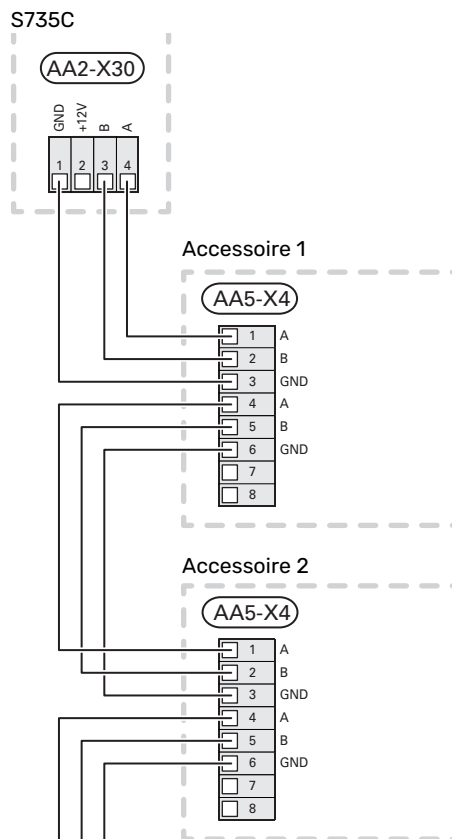 S735C
AA2-X30
GND +12V B A
1 2 3 4
Accessoire 1
AA5-X4
1 A
2 B
3 GND
4 A
5 B
6 GND
7
8
Accessoire 2
AA5-X4
1 A
2 B
3 GND
4 A
5 B
6 GND
7
8